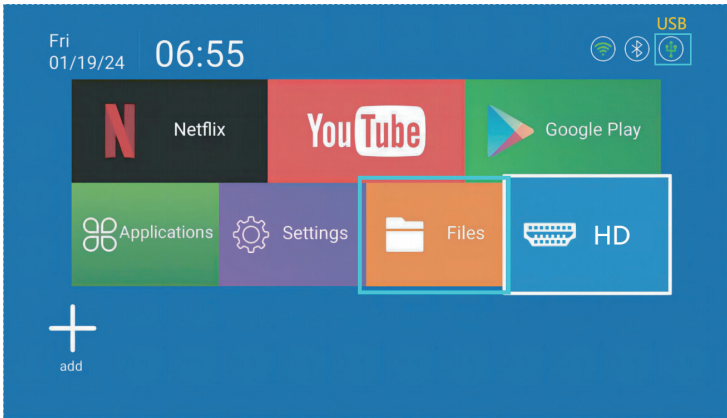 USB
Fri
01/19/24
06:55
Netflix
YouTube
Google Play
Applications
Settings
Files
HD
add